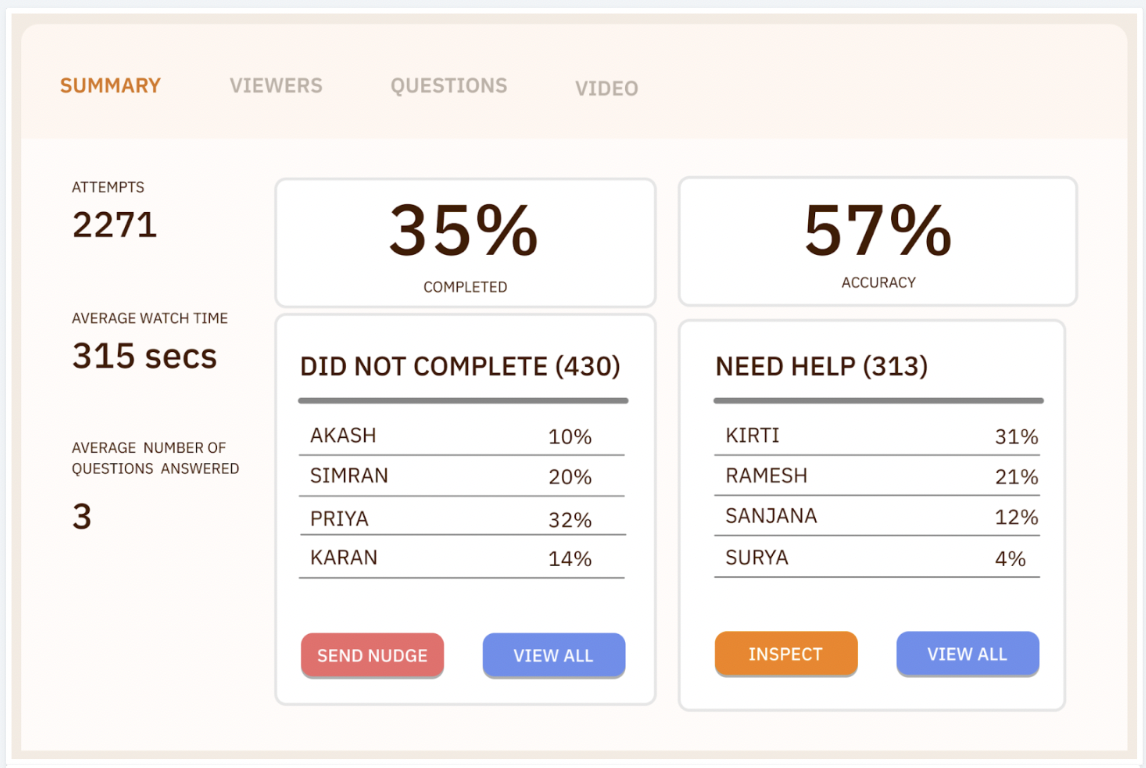 SUMMARY VIEWERS QUESTIONS VIDEO
ATTEMPTS
2271
AVERAGE WATCH TIME
315 secs
AVERAGE NUMBER OF
QUESTIONS ANSWERED
3
35%
COMPLETED
57%
ACCURACY
DID NOT COMPLETE (430)
AKASH 10%
SIMRAN 20%
PRIYA 32%
KARAN 14%
SEND NUDGE VIEW ALL
NEED HELP (313)
KIRTI 31%
RAMESH 21%
SANJANA 12%
SURYA 4%
INSPECT VIEW ALL